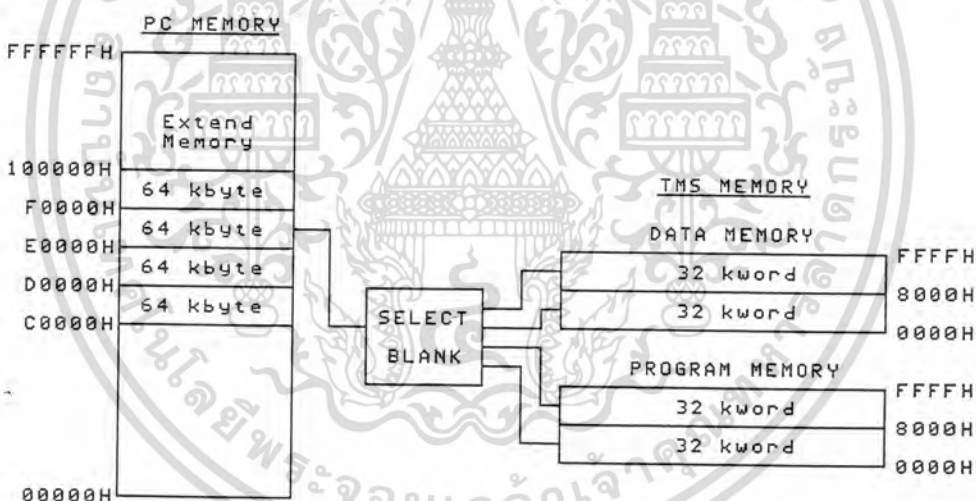 PC MEMORY
FFFFFFH
Extend
Memory
100000H
64 kbyte
F0000H
64 kbyte
E0000H
64 kbyte
D0000H
64 kbyte
C0000H
00000H
SELECT
BLANK
TMS MEMORY
DATA MEMORY
FFFFH
32 kword
8000H
32 kword
0000H
PROGRAM MEMORY
FFFFH
32 kword
8000H
32 kword
0000H